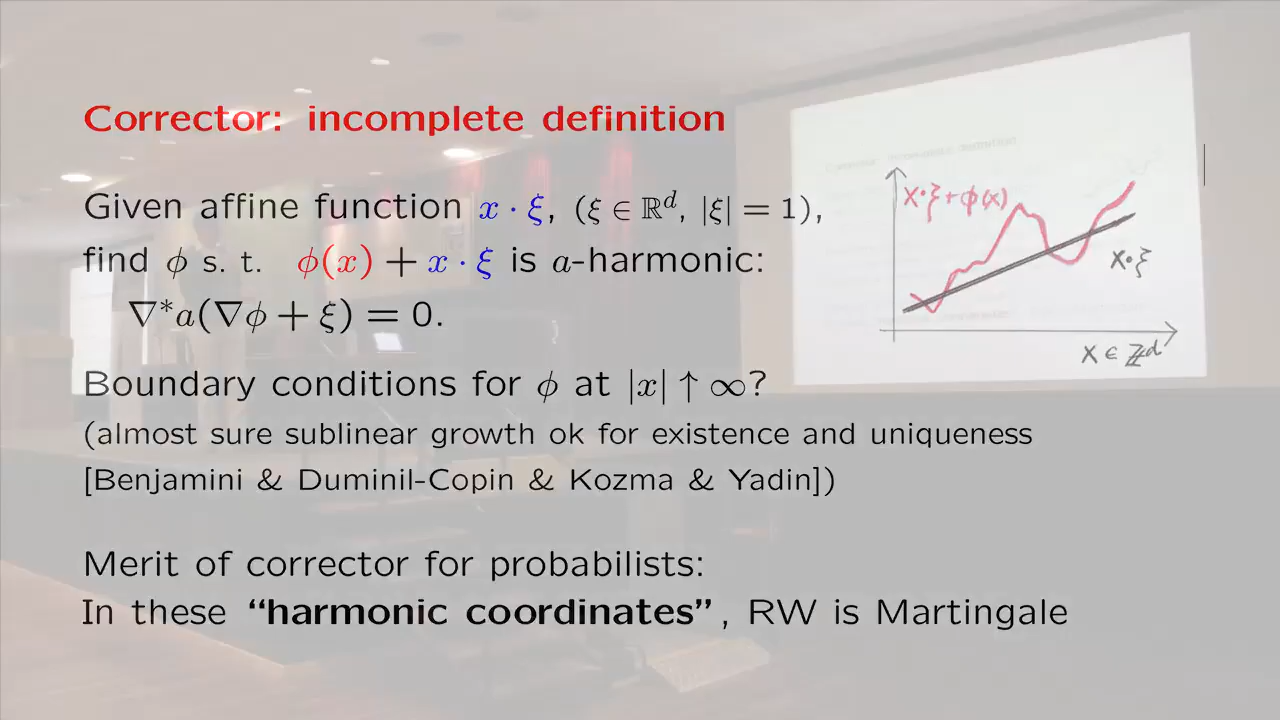 Corrector: incomplete definition
Given affine function x · ξ, (ξ ∈ ℝ^d, |ξ| = 1),
find ϕ s. t. ϕ(x) + x · ξ is a-harmonic:
∇*a(∇ϕ + ξ) = 0.
x·ξ+ϕ(x)
x·ξ
x ∈ ℤ^d
Boundary conditions for ϕ at |x| ↑ ∞?
(almost sure sublinear growth ok for existence and uniqueness
[Benjamini & Duminil-Copin & Kozma & Yadin])
Merit of corrector for probabilists:
In these “harmonic coordinates”, RW is Martingale